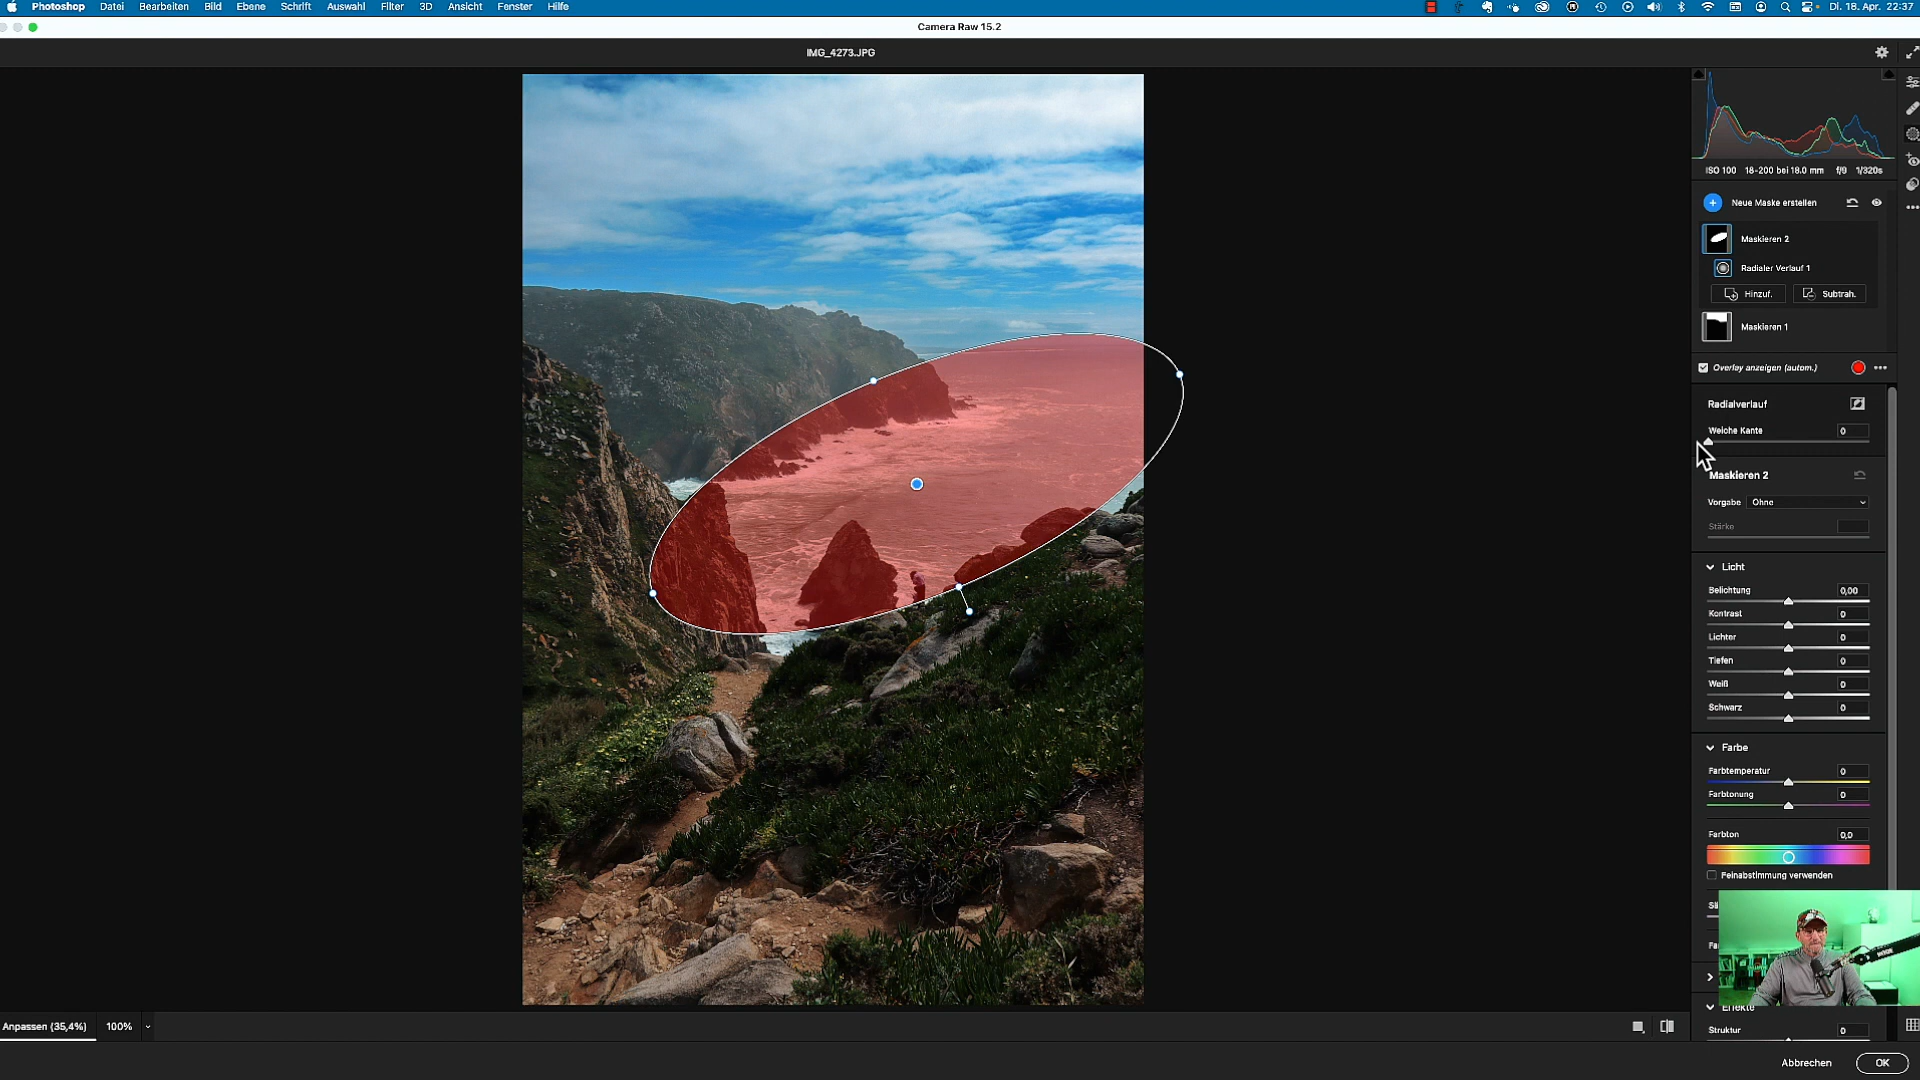 Photoshop Datei Bearbeiten Bild Ebene Schrift Auswahl Filter 3D Ansicht Fenster Hilfe Di. 18. Apr. 22:37
Camera Raw 15.2
IMG_4273.JPG
ISO 100 18-200 bei 18.0 mm f/9 1/320s
Neue Maske erstellen
Maskieren 2
Radialer Verlauf 1
Hinzuf. Subtrah.
Maskieren 1
Overlay anzeigen (autom.)
Radialverlauf
Weiche Kante 0
Maskieren 2
Vorgabe Ohne
Stärke
Licht
Belichtung 0,00
Kontrast 0
Lichter 0
Tiefen 0
Weiß 0
Schwarz 0
Farbe
Farbtemperatur 0
Farbtonung 0
Farbton 0,0
Feinabstimmung verwenden
Effekte
Struktur 0
Anpassen (35,4%) 100%
Abbrechen OK